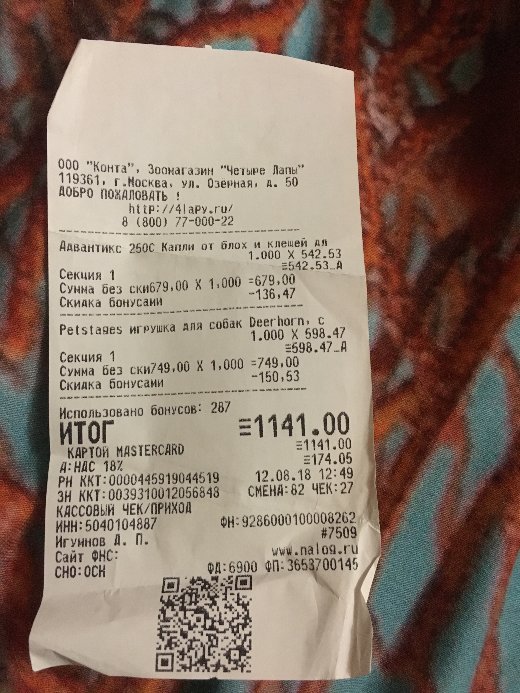 ООО "Конта", Зоомагазин "Четыре Лапы"
119361, г.Москва, ул. Озерная, д. 50
ДОБРО ПОЖАЛОВАТЬ !
http://4lapy.ru/
8 (800) 77-000-22
Адвантикс 250С Капли от блох и клещей дл
1.000 X 542.53
Секция 1 ≡542.53_А
Сумма без ски679,00 X 1,000 =679,00
Скидка бонусами -136,47
Petstages игрушка для собак Deerhorn, с
1.000 X 598.47
Секция 1 ≡598.47_А
Сумма без ски749,00 X 1,000 =749,00
Скидка бонусами -150,53
Использовано бонусов: 287
ИТОГ ≡1141.00
КАРТОЙ MASTERCARD ≡1141.00
А:НДС 18% ≡174.05
РН ККТ:0000445919044519 12.08.18 12:49
ЗН ККТ:0039310012056848 СМЕНА:82 ЧЕК:27
КАССОВЫЙ ЧЕК/ПРИХОД
ИНН:5040104887 ФН:9286000100008262
Игумнов А. П. #7509
Сайт ФНС: www.nalog.ru
СНО:ОСН ФД:6900 ФП:3653700145